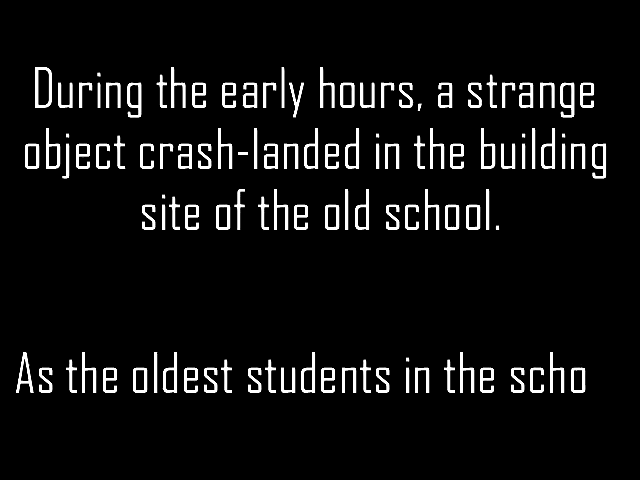 During the early hours, a strange
object crash-landed in the building
site of the old school.
As the oldest students in the scho